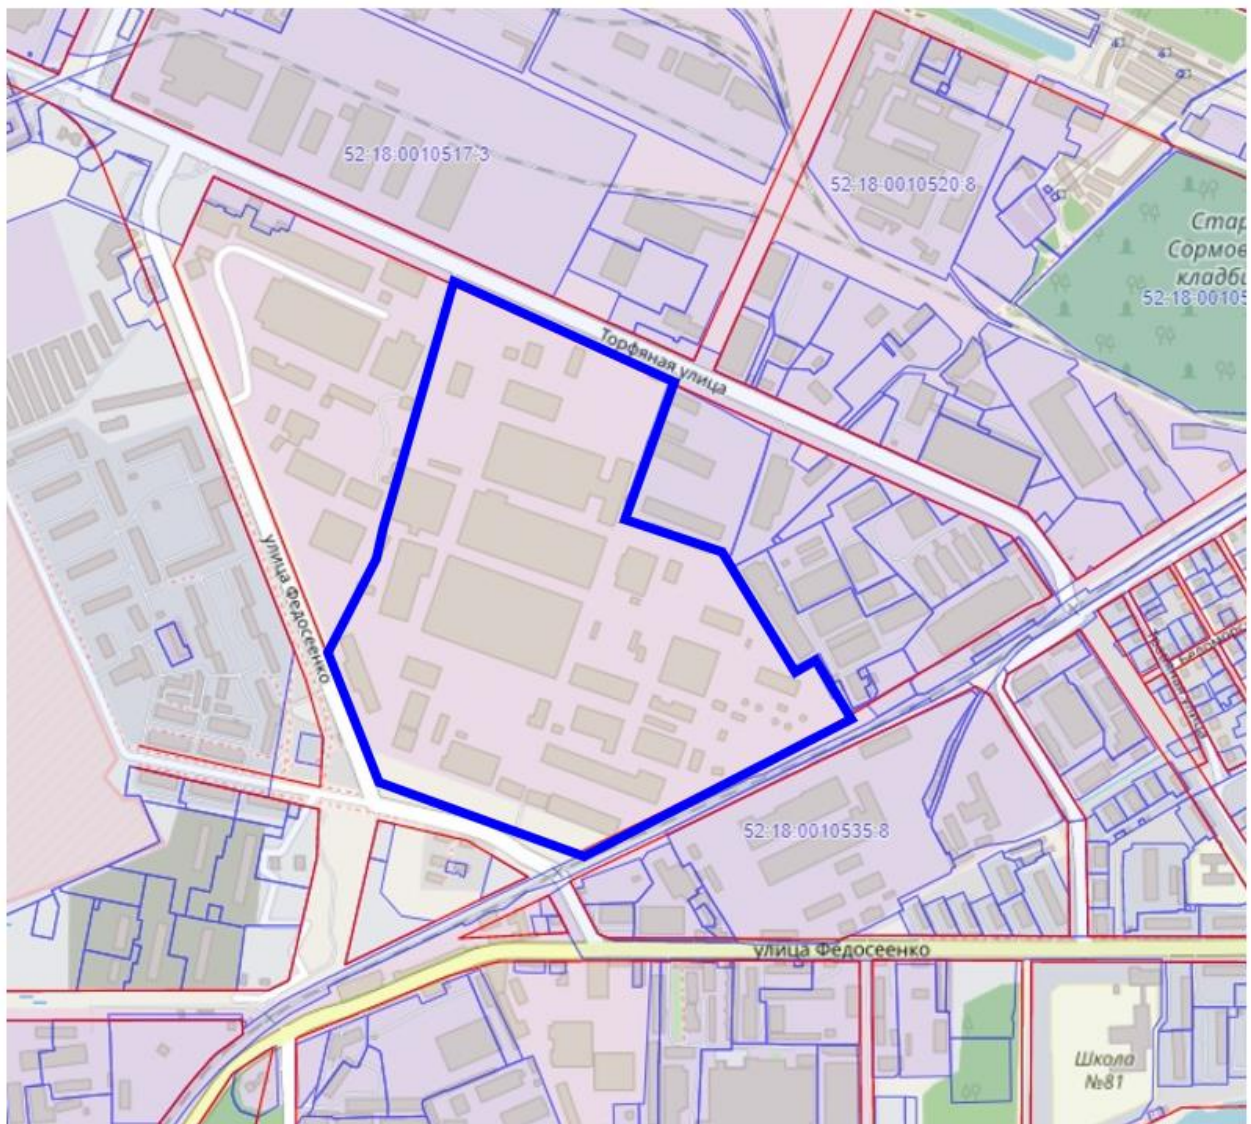 52:18:0010517:3
52:18:0010520:8
Стар
Сормов
кладби
52:18:00105
Торфяная улица
улица Федосеенко
52:18:0010535:8
улица Федосеенко
Школа
№81